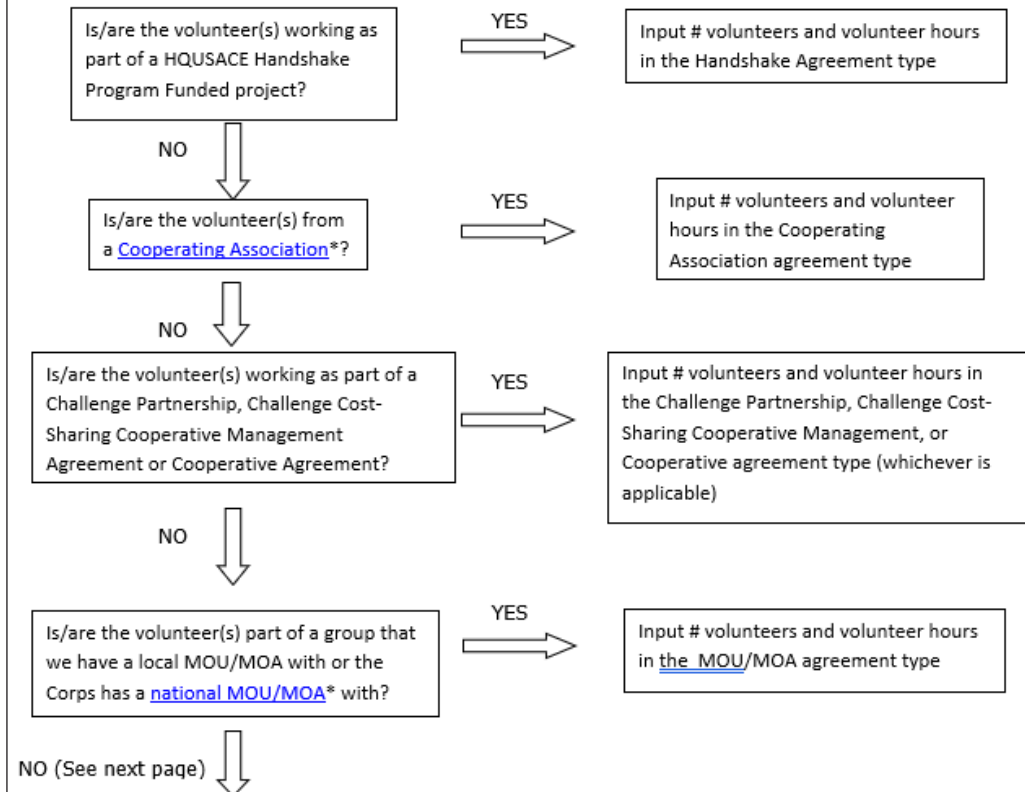 Is/are the volunteer(s) working as
part of a HQUSACE Handshake
Program Funded project?
YES
Input # volunteers and volunteer hours
in the Handshake Agreement type
NO
Is/are the volunteer(s) from
a Cooperating Association*?
YES
Input # volunteers and volunteer
hours in the Cooperating
Association agreement type
NO
Is/are the volunteer(s) working as part of a
Challenge Partnership, Challenge Cost-
Sharing Cooperative Management
Agreement or Cooperative Agreement?
YES
Input # volunteers and volunteer hours in
the Challenge Partnership, Challenge Cost-
Sharing Cooperative Management, or
Cooperative agreement type (whichever is
applicable)
NO
Is/are the volunteer(s) part of a group that
we have a local MOU/MOA with or the
Corps has a national MOU/MOA* with?
YES
Input # volunteers and volunteer hours
in the MOU/MOA agreement type
NO (See next page)